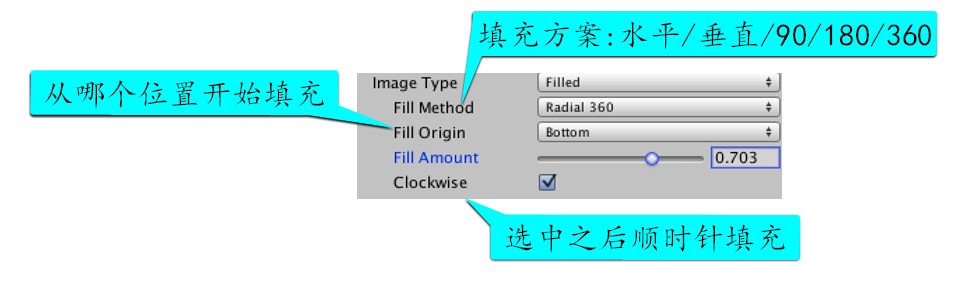 填充方案:水平/垂直/90/180/360
从哪个位置开始填充
Image Type Filled
Fill Method Radial 360
Fill Origin Bottom
Fill Amount 0.703
Clockwise
选中之后顺时针填充